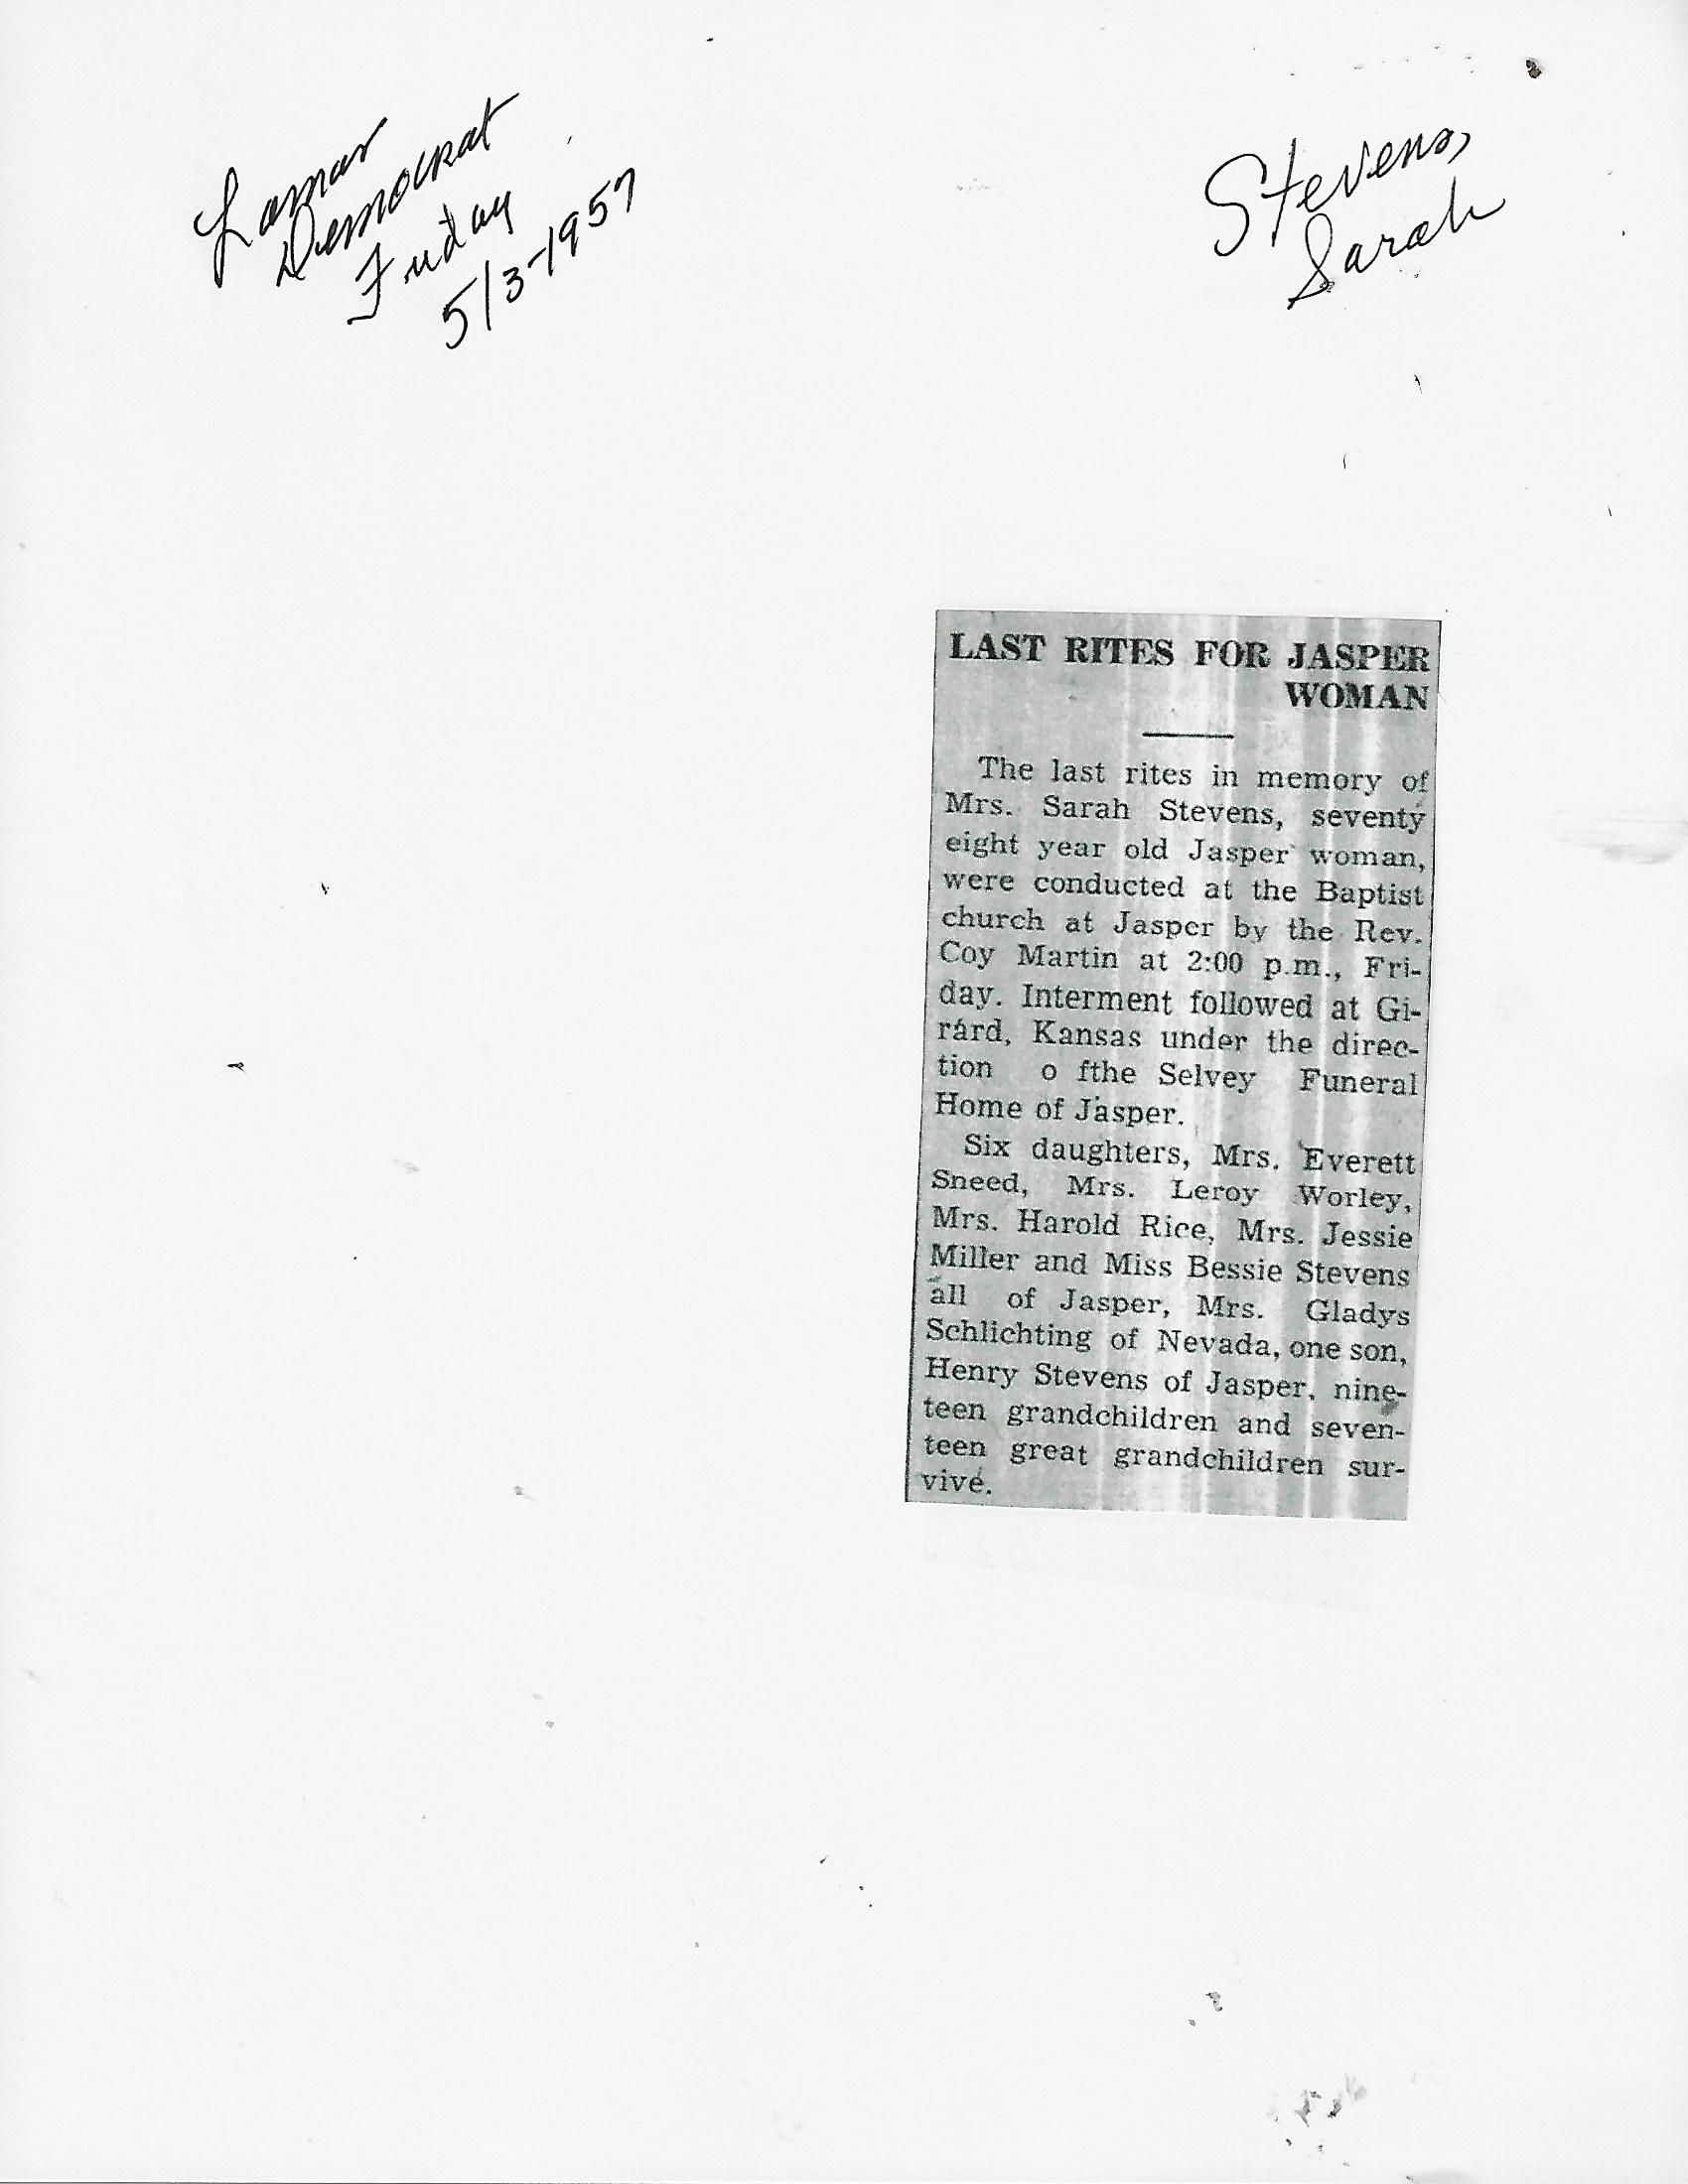 Lamar
Democrat
Friday
5/3-1957
Stevens,
Sarah
LAST RITES FOR JASPER
WOMAN
The last rites in memory of
Mrs. Sarah Stevens, seventy
eight year old Jasper woman,
were conducted at the Baptist
church at Jasper by the Rev.
Coy Martin at 2:00 p.m., Fri-
day. Interment followed at Gi-
rard, Kansas under the direc-
tion o fthe Selvey Funeral
Home of Jasper.
Six daughters, Mrs. Everett
Sneed, Mrs. Leroy Worley,
Mrs. Harold Rice, Mrs. Jessie
Miller and Miss Bessie Stevens
all of Jasper, Mrs. Gladys
Schlichting of Nevada, one son,
Henry Stevens of Jasper, nine-
teen grandchildren and seven-
teen great grandchildren sur-
vive.